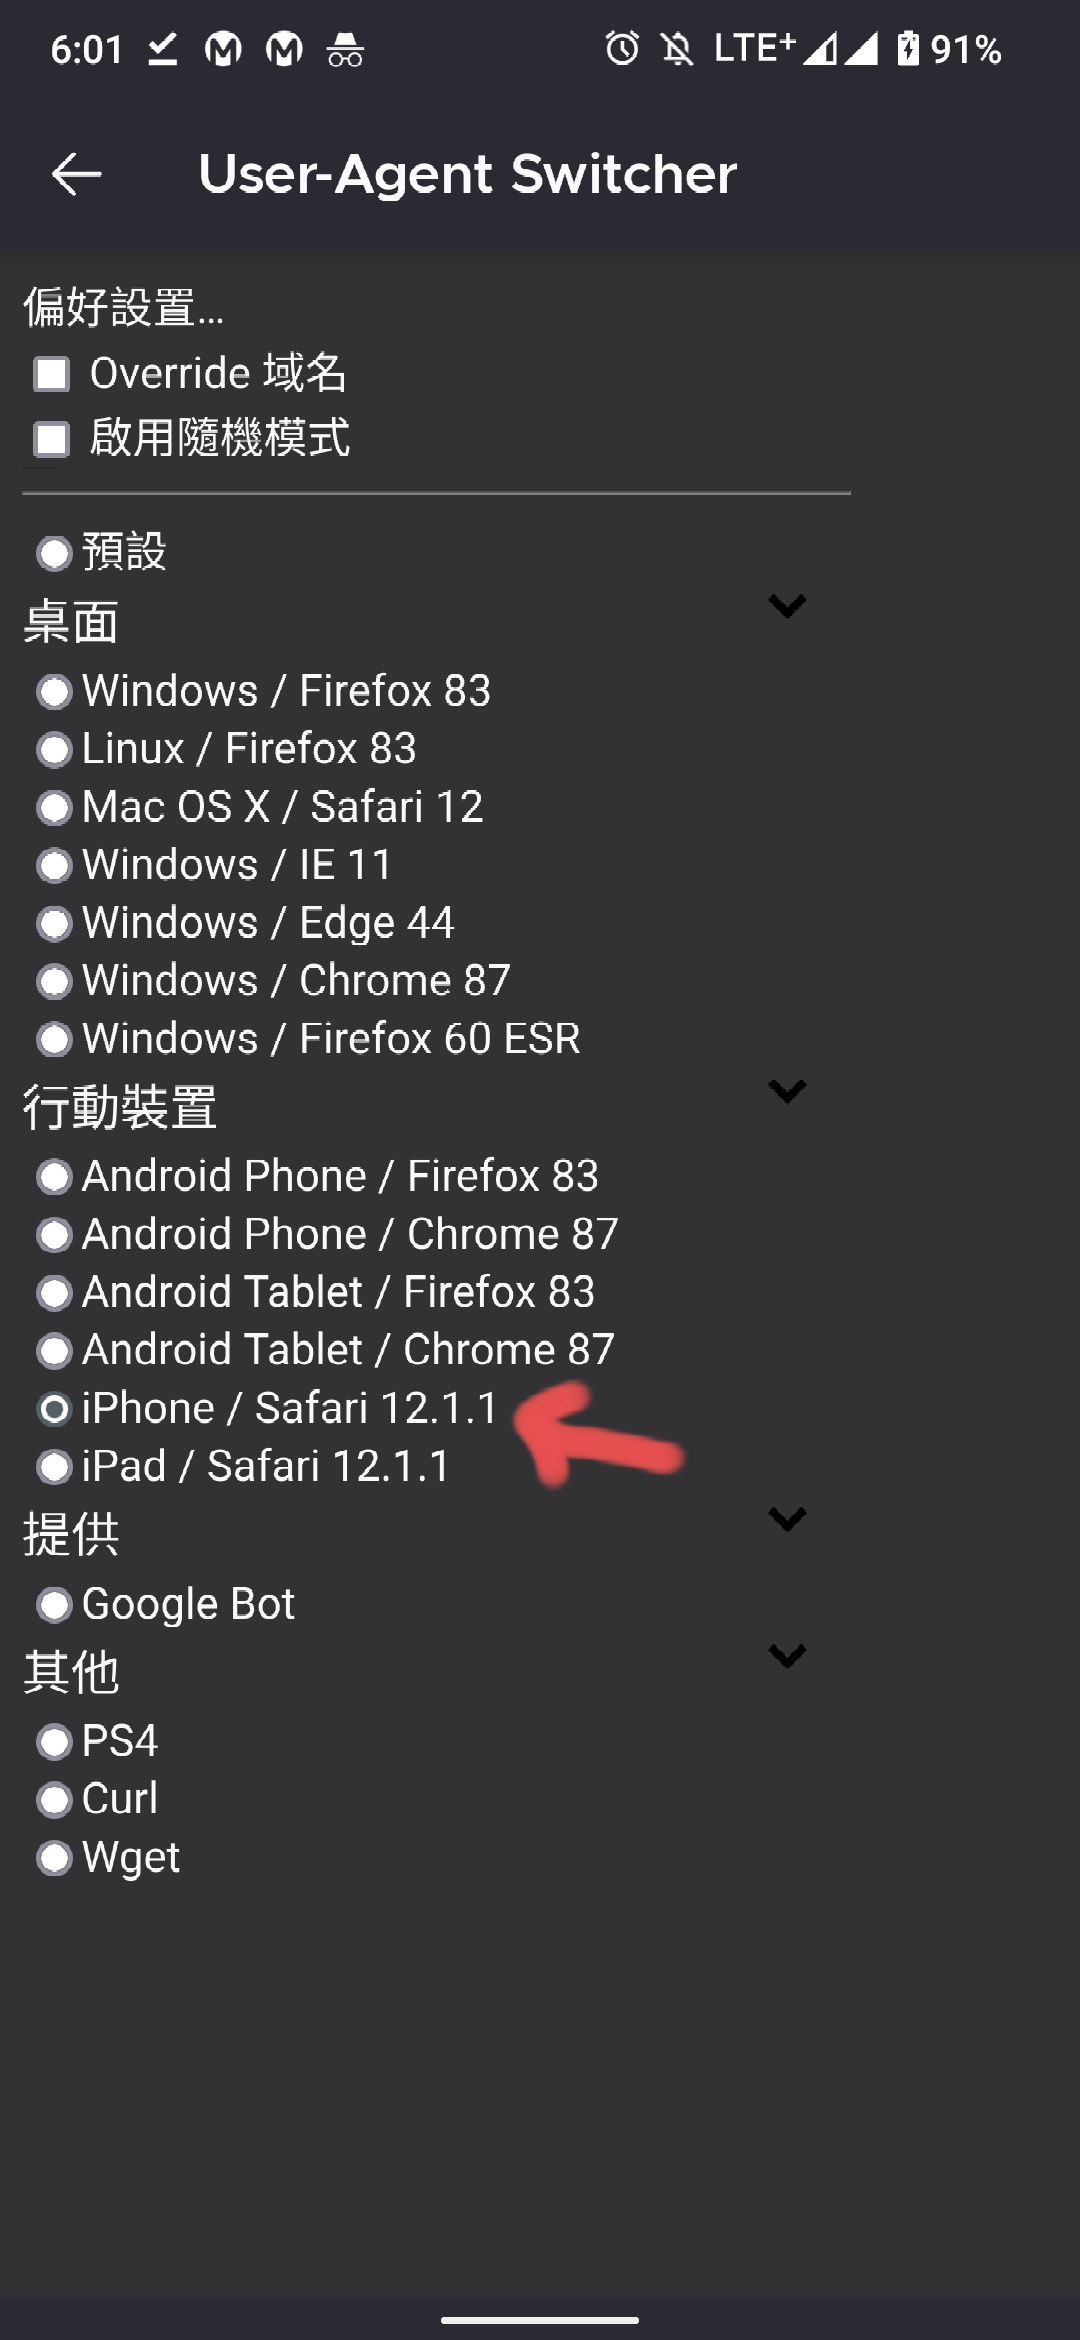 6:01 LTE+ 91%
User-Agent Switcher
偏好設置...
Override 域名
啟用隨機模式
預設
桌面
Windows / Firefox 83
Linux / Firefox 83
Mac OS X / Safari 12
Windows / IE 11
Windows / Edge 44
Windows / Chrome 87
Windows / Firefox 60 ESR
行動裝置
Android Phone / Firefox 83
Android Phone / Chrome 87
Android Tablet / Firefox 83
Android Tablet / Chrome 87
iPhone / Safari 12.1.1
iPad / Safari 12.1.1
提供
Google Bot
其他
PS4
Curl
Wget